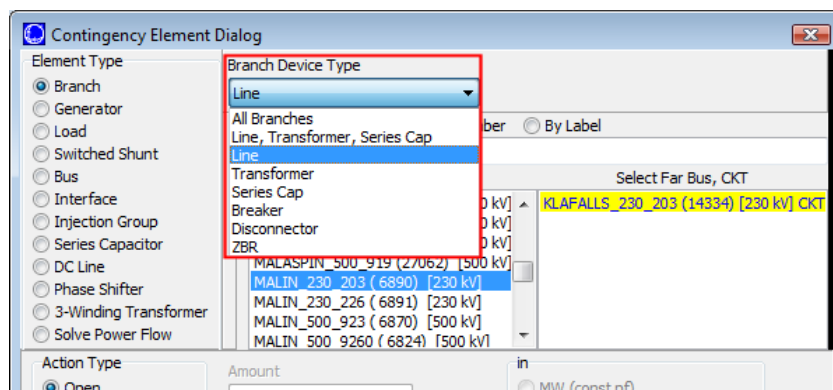 Contingency Element Dialog
Element Type
Branch
Generator
Load
Switched Shunt
Bus
Interface
Injection Group
Series Capacitor
DC Line
Phase Shifter
3-Winding Transformer
Solve Power Flow
Branch Device Type
Line
All Branches
Line, Transformer, Series Cap
Line
Transformer
Series Cap
Breaker
Disconnector
ZBR
ber
By Label
Select Far Bus, CKT
kV]
kV]
kV]
KLAFALLS_230_203 (14334) [230 kV] CKT
MALASPIN_500_919 (27062) [500 kV]
MALIN_230_203 ( 6890) [230 kV]
MALIN_230_226 ( 6891) [230 kV]
MALIN_500_923 ( 6870) [500 kV]
MALIN_500_9260 ( 6824) [500 kV]
Action Type
Open
Amount
in
MW (const pf)